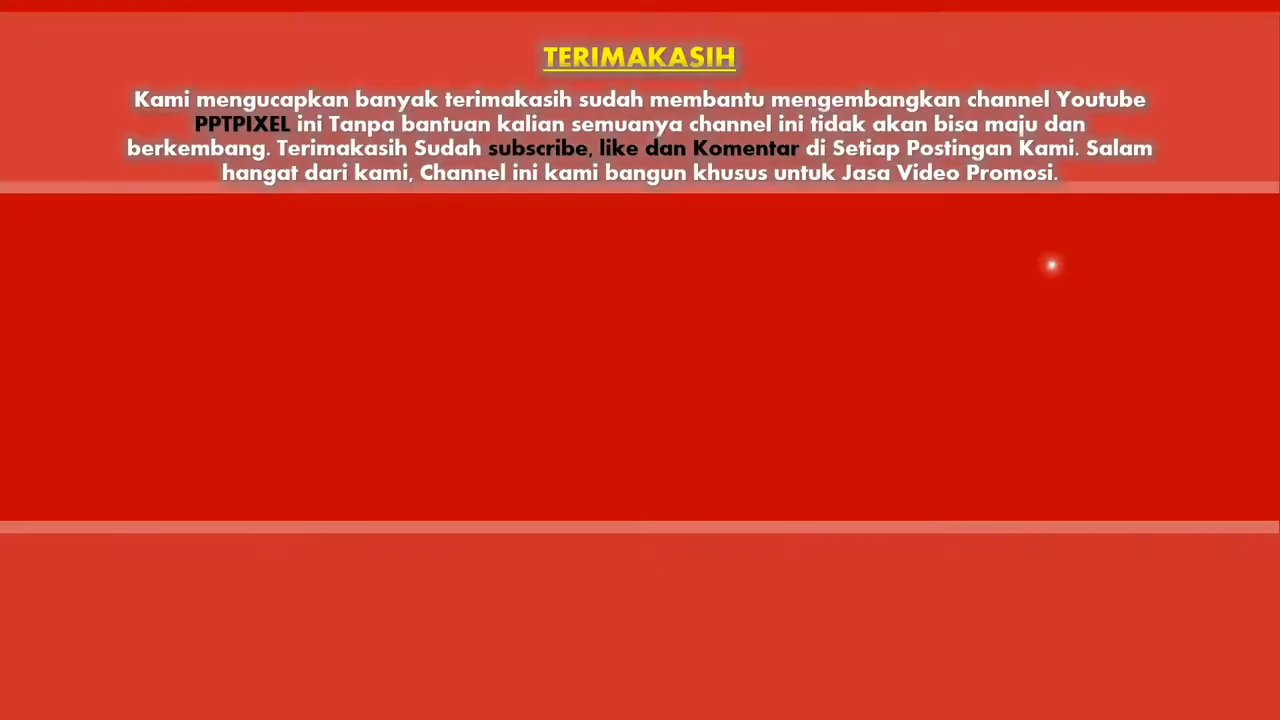 TERIMAKASIH
Kami mengucapkan banyak terimakasih sudah membantu mengembangkan channel Youtube
PPTPIXEL ini Tanpa bantuan kalian semuanya channel ini tidak akan bisa maju dan
berkembang. Terimakasih Sudah subscribe, like dan Komentar di Setiap Postingan Kami. Salam
hangat dari kami, Channel ini kami bangun khusus untuk Jasa Video Promosi.